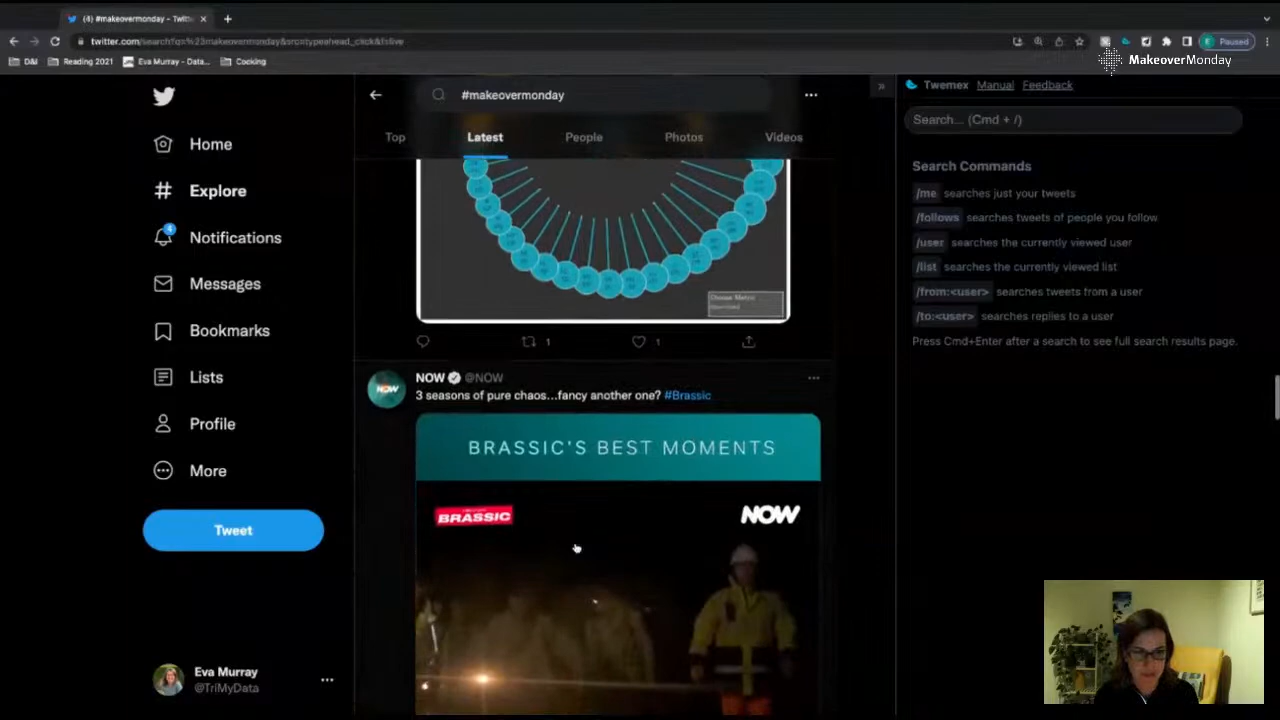 (4) #makeovermonday - Twitt
twitter.com/search?q=%23makeovermonday&src=typeahead_click&f=live
Paused
D&I
Reading 2021
Eva Murray - Data...
Cooking
MakeoverMonday
#makeovermonday
Top
Latest
People
Photos
Videos
Home
Explore
4
Notifications
Messages
Bookmarks
Lists
Profile
More
Tweet
Eva Murray
@TriMyData
1
1
NOW @NOW
3 seasons of pure chaos...fancy another one? #Brassic
BRASSIC'S BEST MOMENTS
BRASSIC
NOW
Twemex Manual Feedback
Search... (Cmd + /)
Search Commands
/me searches just your tweets
/follows searches tweets of people you follow
/user searches the currently viewed user
/list searches the currently viewed list
/from:<user> searches tweets from a user
/to:<user> searches replies to a user
Press Cmd+Enter after a search to see full search results page.